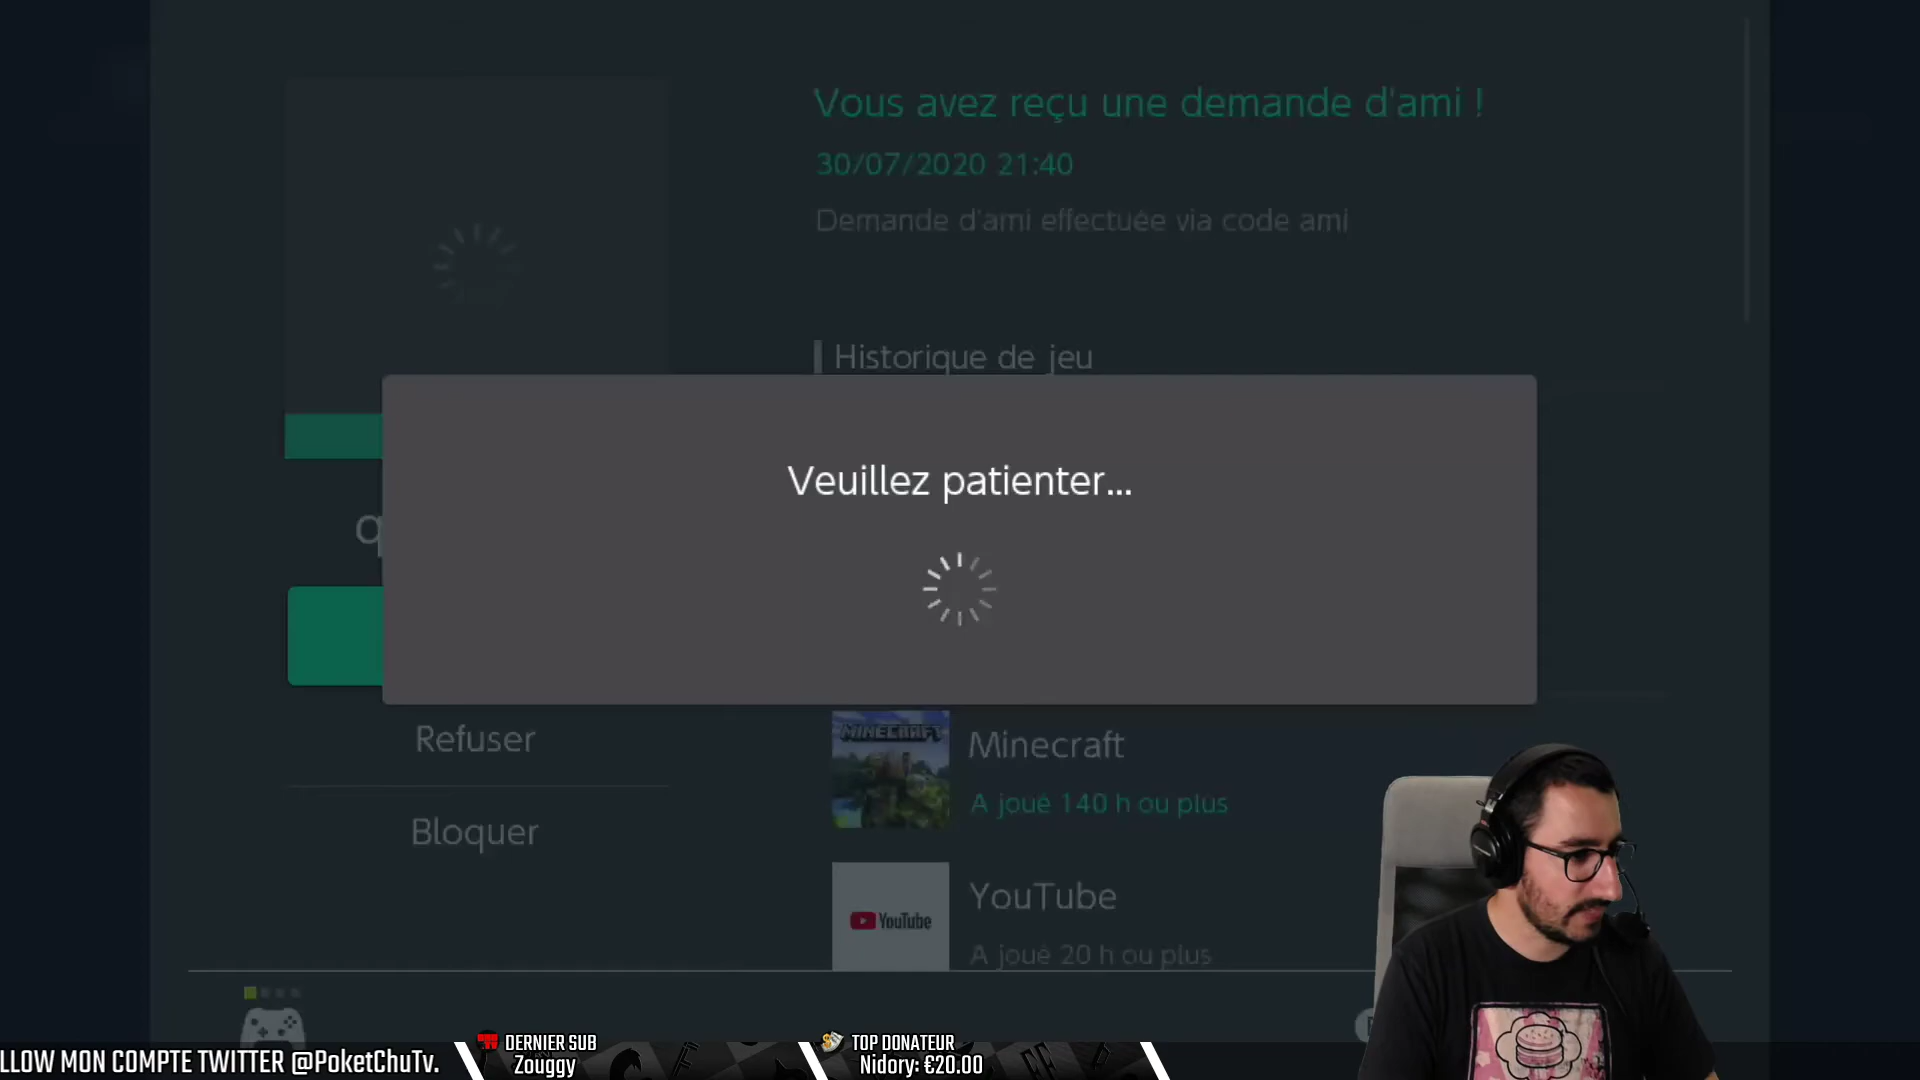 Vous avez reçu une demande d'ami !
30/07/2020 21:40
Demande d'ami effectuée via code ami
Historique de jeu
Veuillez patienter...
q
Refuser
Bloquer
MINECRAFT
Minecraft
A joué 140 h ou plus
YouTube
YouTube
A joué 20 h ou plus
LLOW MON COMPTE TWITTER @PoketChuTv.
DERNIER SUB
Zouggy
TOP DONATEUR
Nidory: €20.00